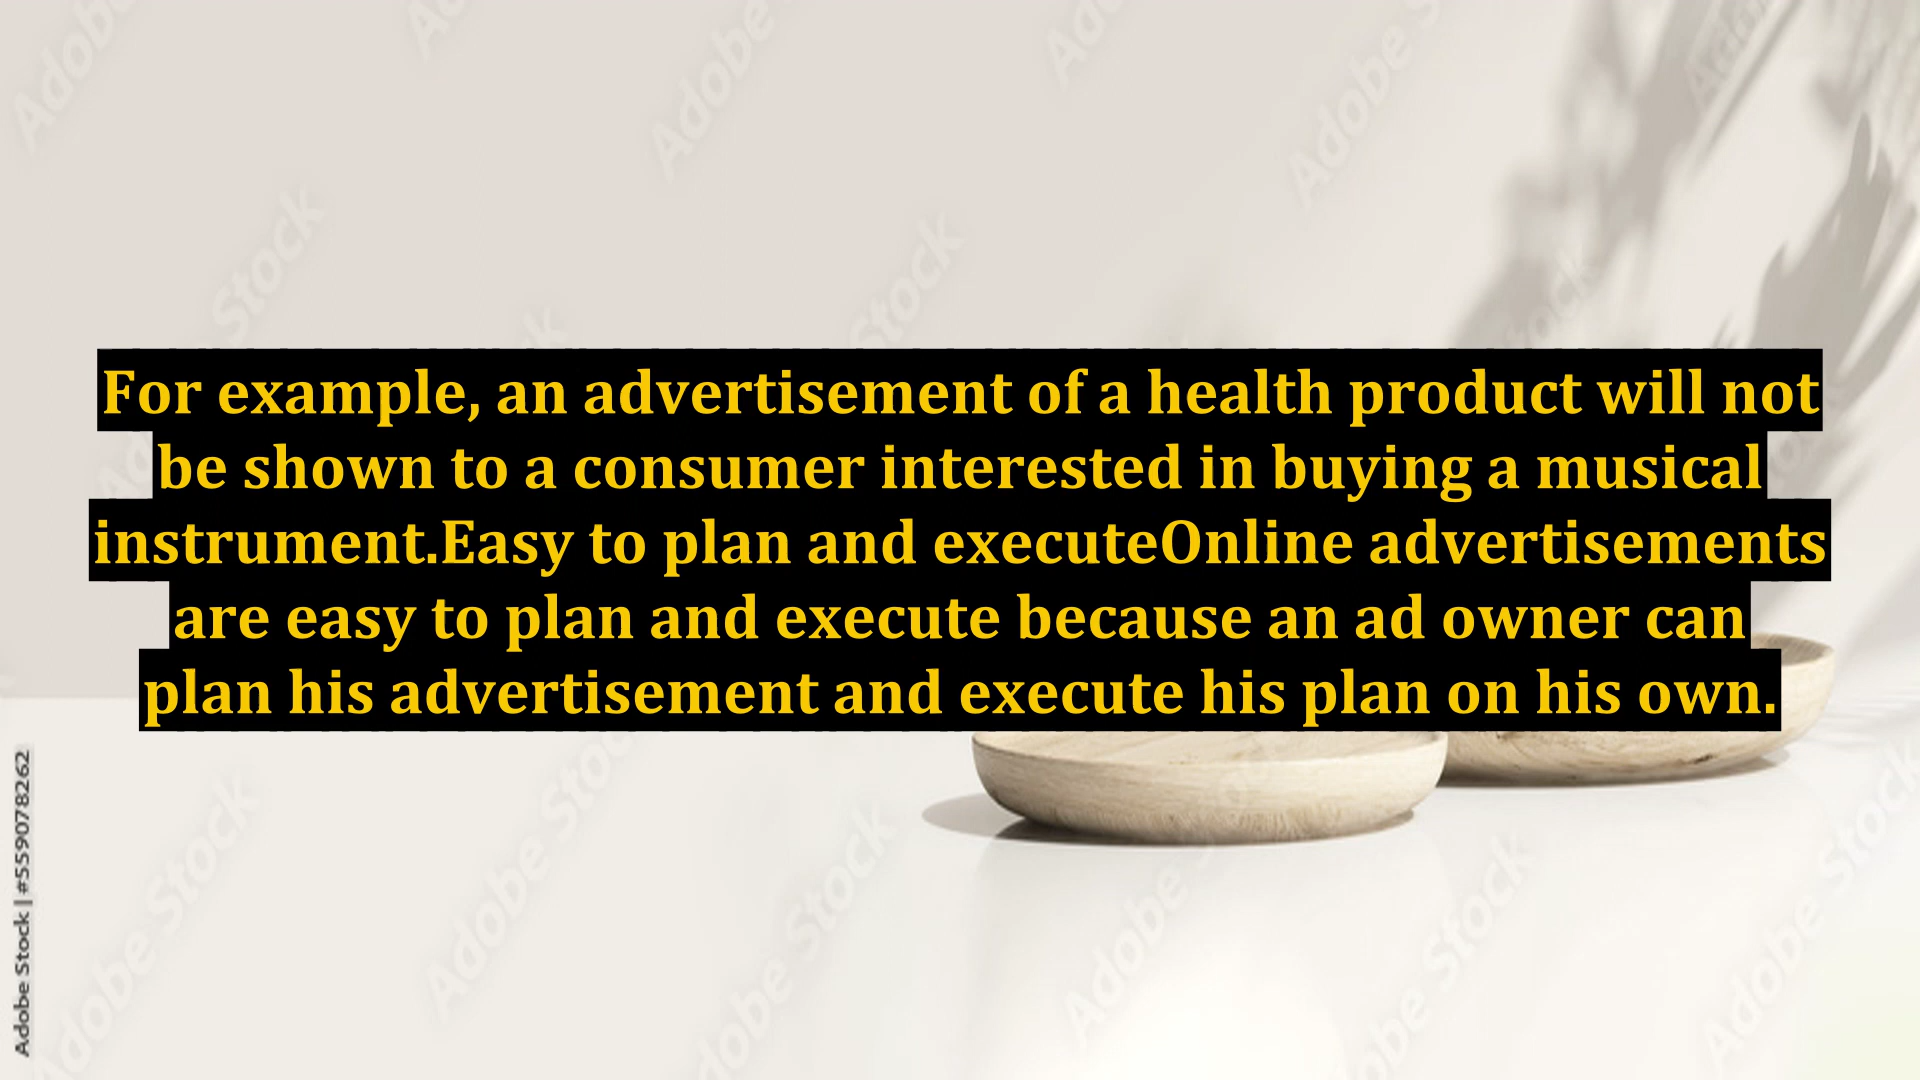 For example, an advertisement of a health product will not
be shown to a consumer interested in buying a musical
instrument.Easy to plan and executeOnline advertisements
are easy to plan and execute because an ad owner can
plan his advertisement and execute his plan on his own.
Adobe Stock | #559078262
Adobe Stock